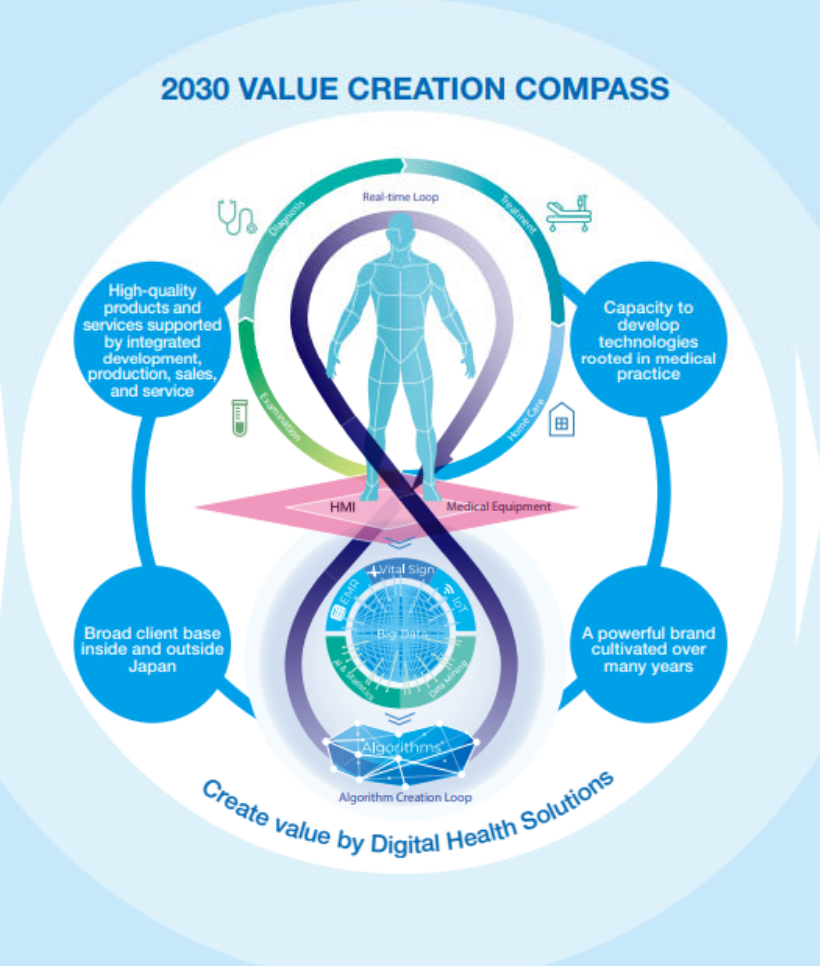 2030 VALUE CREATION COMPASS
Real-time Loop
Diagnosis
Treatment
High-quality
products and
services supported
by integrated
development,
production, sales,
and service
Capacity to
develop
technologies
rooted in medical
practice
Examination
Home Care
HMI
Medical Equipment
Vital Sign
EMR
IoT
Big Data
AI & Statistics
Data Mining
Broad client base
inside and outside
Japan
A powerful brand
cultivated over
many years
Algorithms
Algorithm Creation Loop
Create value by Digital Health Solutions